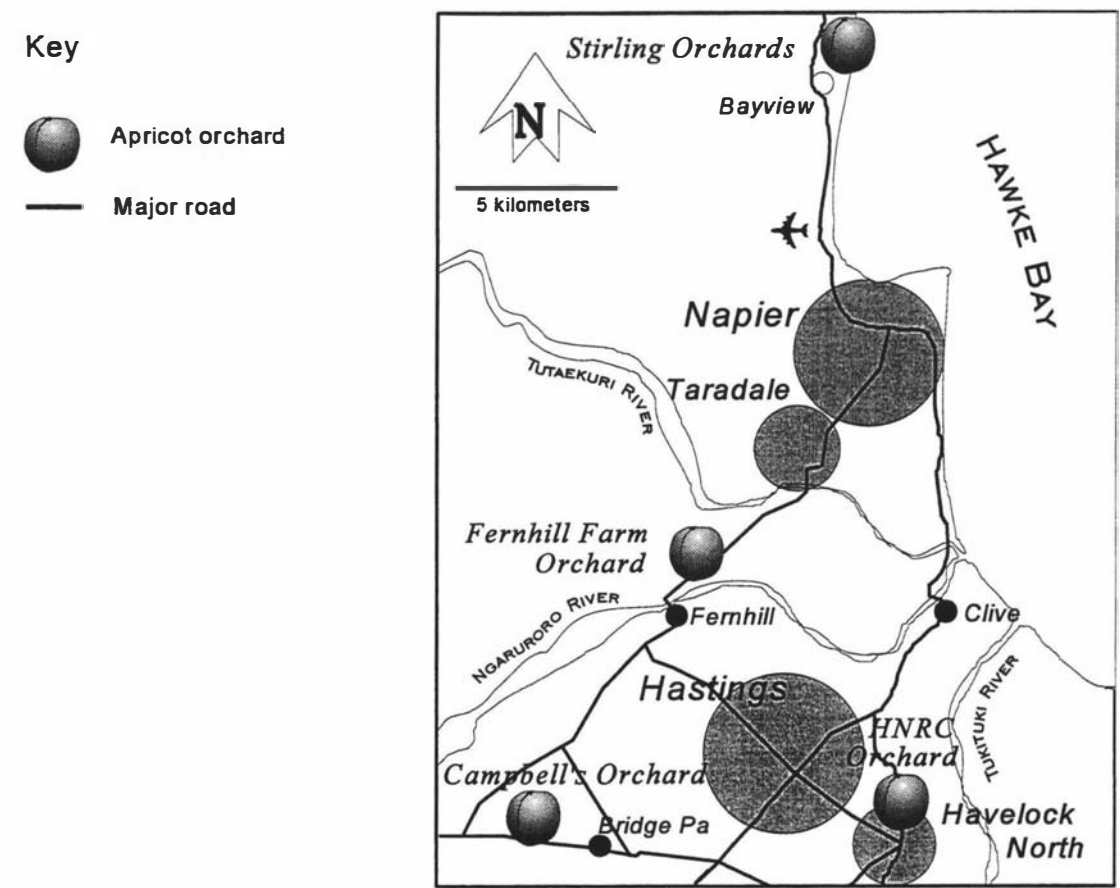 Key
Apricot orchard
Major road
Stirling Orchards
Bayview
N
5 kilometers
HAWKE BAY
Napier
TUTAEKURI RIVER
Taradale
Fernhill Farm
Orchard
NGARURORO RIVER
Fernhill
Clive
Hastings
TUKITUKI RIVER
HNRC
Orchard
Campbell's Orchard
Bridge Pa
Havelock
North